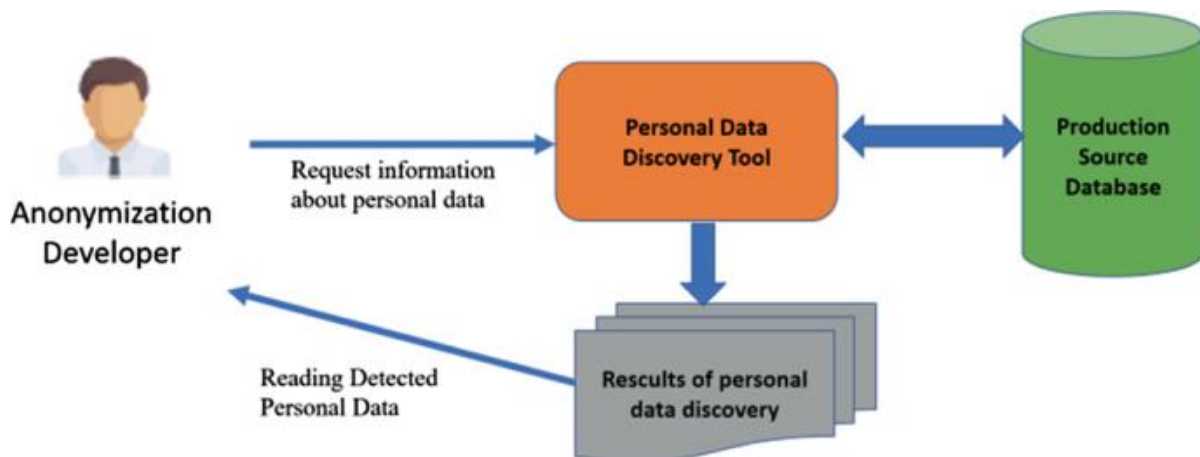 Anonymization
Developer
Request information
about personal data
Personal Data
Discovery Tool
Production
Source
Database
Reading Detected
Personal Data
Rescults of personal
data discovery